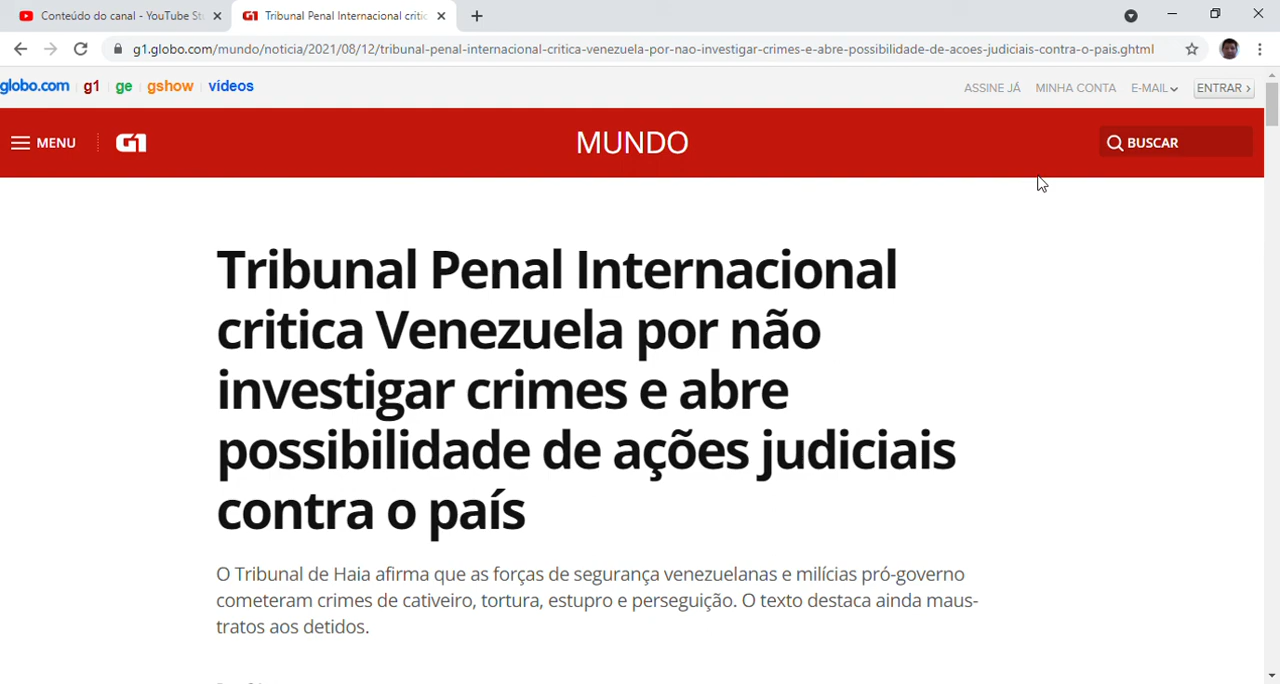 Conteúdo do canal - YouTube St
Tribunal Penal Internacional critic
g1.globo.com/mundo/noticia/2021/08/12/tribunal-penal-internacional-critica-venezuela-por-nao-investigar-crimes-e-abre-possibilidade-de-acoes-judiciais-contra-o-pais.ghtml
globo.com g1 ge gshow vídeos ASSINE JÁ MINHA CONTA E-MAIL ENTRAR ›
MENU G1 MUNDO BUSCAR
Tribunal Penal Internacional
critica Venezuela por não
investigar crimes e abre
possibilidade de ações judiciais
contra o país
O Tribunal de Haia afirma que as forças de segurança venezuelanas e milícias pró-governo
cometeram crimes de cativeiro, tortura, estupro e perseguição. O texto destaca ainda maus-
tratos aos detidos.